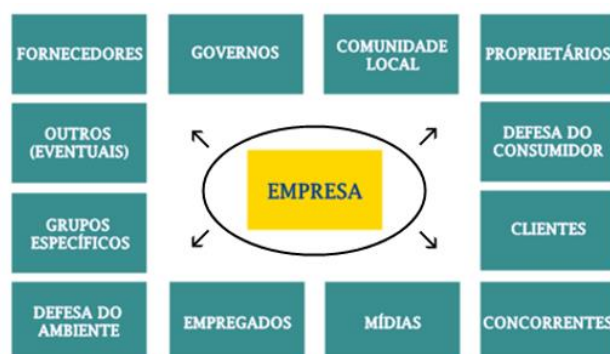 FORNECEDORES
GOVERNOS
COMUNIDADE
LOCAL
PROPRIETÁRIOS
OUTROS
(EVENTUAIS)
DEFESA DO
CONSUMIDOR
EMPRESA
GRUPOS
ESPECÍFICOS
CLIENTES
DEFESA DO
AMBIENTE
EMPREGADOS
MÍDIAS
CONCORRENTES